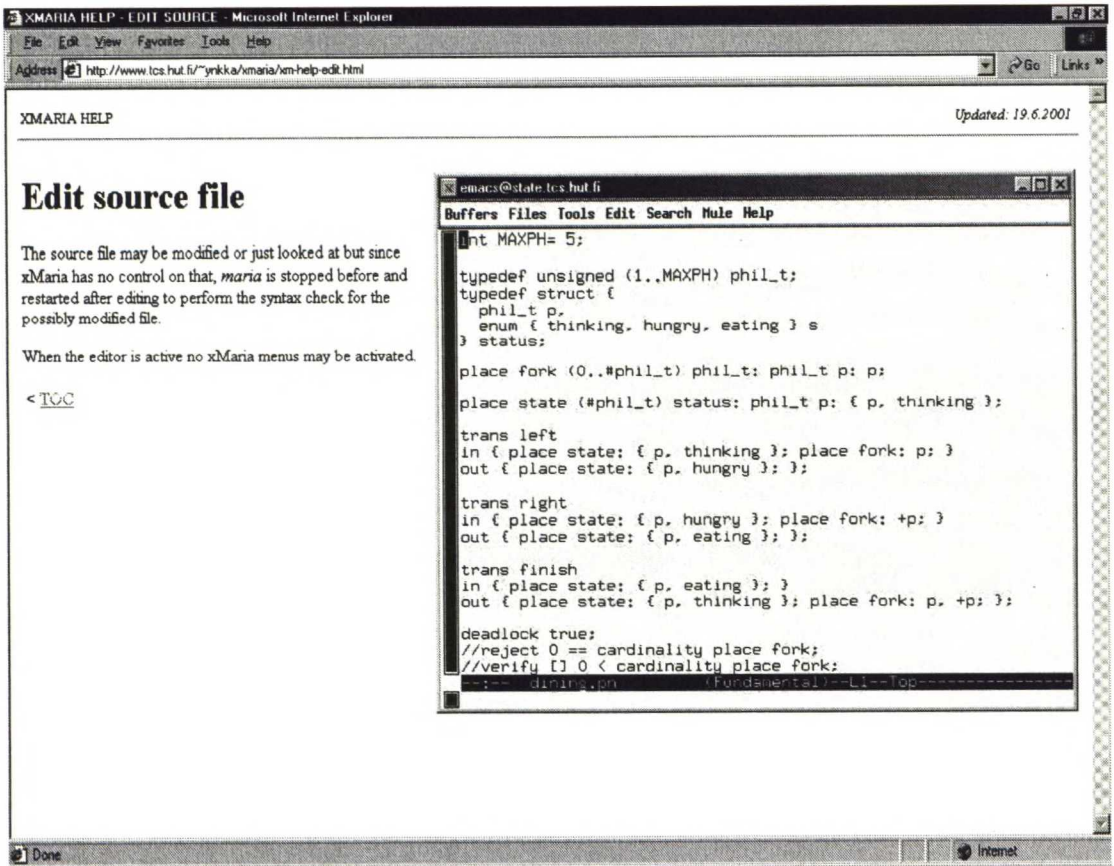 XMARIA HELP - EDIT SOURCE - Microsoft Internet Explorer
File Edit View Favorites Tools Help
Address http://www.tcs.hut.fi/~ynkka/xmaria/xm-help-edit.html Go Links »
XMARIA HELP
Updated: 19.6.2001
Edit source file
The source file may be modified or just looked at but since
xMaria has no control on that, maria is stopped before and
restarted after editing to perform the syntax check for the
possibly modified file.
When the editor is active no xMaria menus may be activated.
< TOC
emacs@state.tcs.hut.fi
Buffers Files Tools Edit Search Mule Help
int MAXPH= 5;
typedef unsigned (1..MAXPH) phil_t;
typedef struct {
  phil_t p,
  enum { thinking, hungry, eating } s
} status;
place fork (0..#phil_t) phil_t: phil_t p: p;
place state (#phil_t) status: phil_t p: { p, thinking };
trans left
in { place state: { p, thinking }; place fork: p; }
out { place state: { p, hungry }; };
trans right
in { place state: { p, hungry }; place fork: +p; }
out { place state: { p, eating }; };
trans finish
in { place state: { p, eating }; }
out { place state: { p, thinking }; place fork: p, +p; };
deadlock true;
//reject 0 == cardinality place fork;
//verify [] 0 < cardinality place fork;
--:-- dining.pn (Fundamental)--L1--Top----------------
Done
Internet